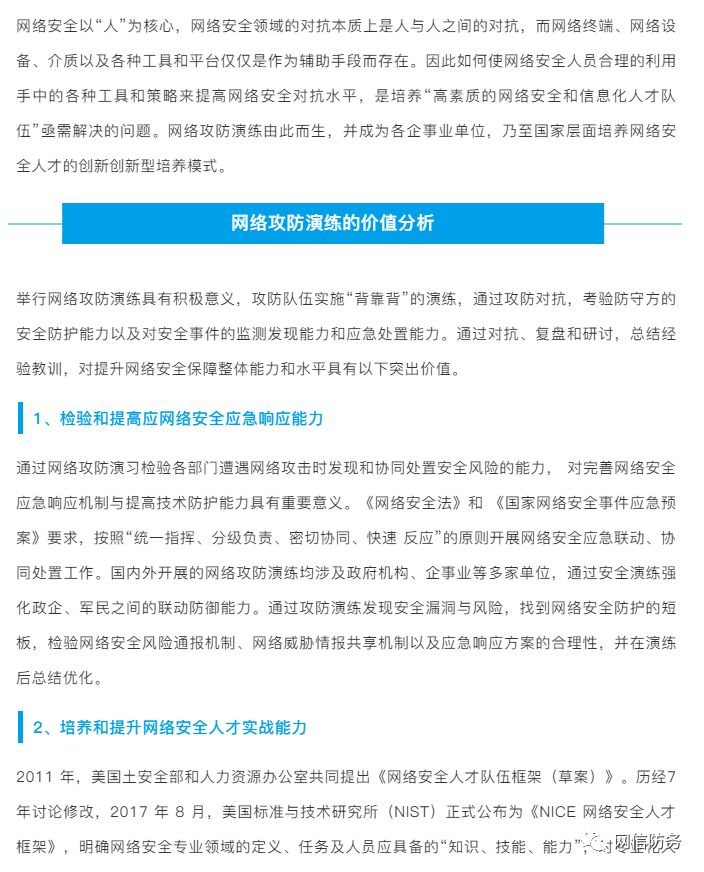 网络安全以“人”为核心，网络安全领域的对抗本质上是人与人之间的对抗，而网络终端、网络设
备、介质以及各种工具和平台仅仅是作为辅助手段而存在。因此如何使网络安全人员合理的利用
手中的各种工具和策略来提高网络安全对抗水平，是培养“高素质的网络安全和信息化人才队
伍”亟需解决的问题。网络攻防演练由此而生，并成为各企事业单位，乃至国家层面培养网络安
全人才的创新创新型培养模式。
网络攻防演练的价值分析
举行网络攻防演练具有积极意义，攻防队伍实施“背靠背”的演练，通过攻防对抗，考验防守方的
安全防护能力以及对安全事件的监测发现能力和应急处置能力。通过对抗、复盘和研讨，总结经
验教训，对提升网络安全保障整体能力和水平具有以下突出价值。
1、检验和提高应网络安全应急响应能力
通过网络攻防演习检验各部门遭遇网络攻击时发现和协同处置安全风险的能力， 对完善网络安全
应急响应机制与提高技术防护能力具有重要意义。《网络安全法》和 《国家网络安全事件应急预
案》要求，按照“统一指挥、分级负责、密切协同、快速 反应”的原则开展网络安全应急联动、协
同处置工作。国内外开展的网络攻防演练均涉及政府机构、企事业等多家单位，通过安全演练强
化政企、军民之间的联动防御能力。通过攻防演练发现安全漏洞与风险，找到网络安全防护的短
板，检验网络安全风险通报机制、网络威胁情报共享机制以及应急响应方案的合理性，并在演练
后总结优化。
2、培养和提升网络安全人才实战能力
2011 年，美国土安全部和人力资源办公室共同提出《网络安全人才队伍框架（草案）》。历经7
年讨论修改，2017 年 8 月，美国标准与技术研究所（NIST）正式公布为《NICE 网络安全人才
框架》，明确网络安全专业领域的定义、任务及人员应具备的“知识、技能、能力”，对专业化人
网信防务